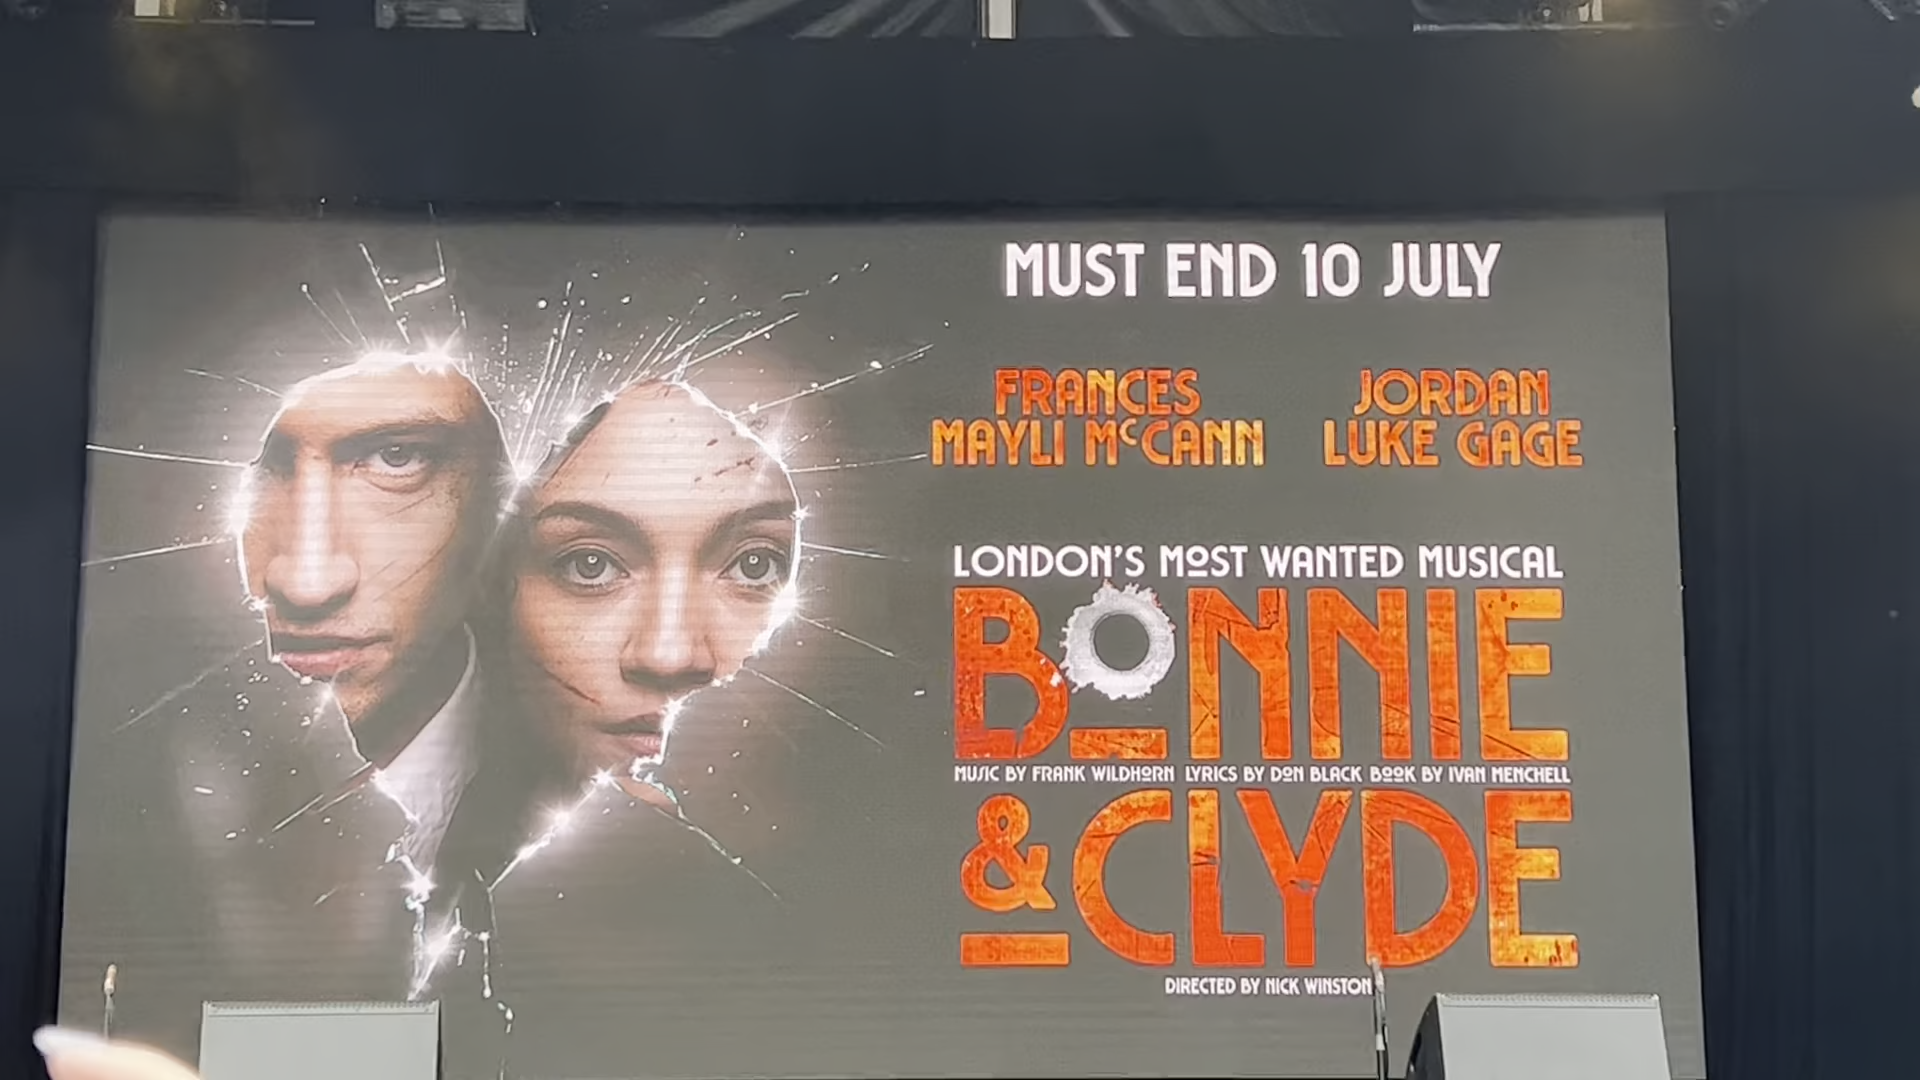 MUST END 10 JULY
FRANCES
MAYLI McCANN
JORDAN
LUKE GAGE
LONDON'S MOST WANTED MUSICAL
BONNIE
MUSIC BY FRANK WILDHORN LYRICS BY DON BLACK BOOK BY IVAN MENCHELL
& CLYDE
DIRECTED BY NICK WINSTON